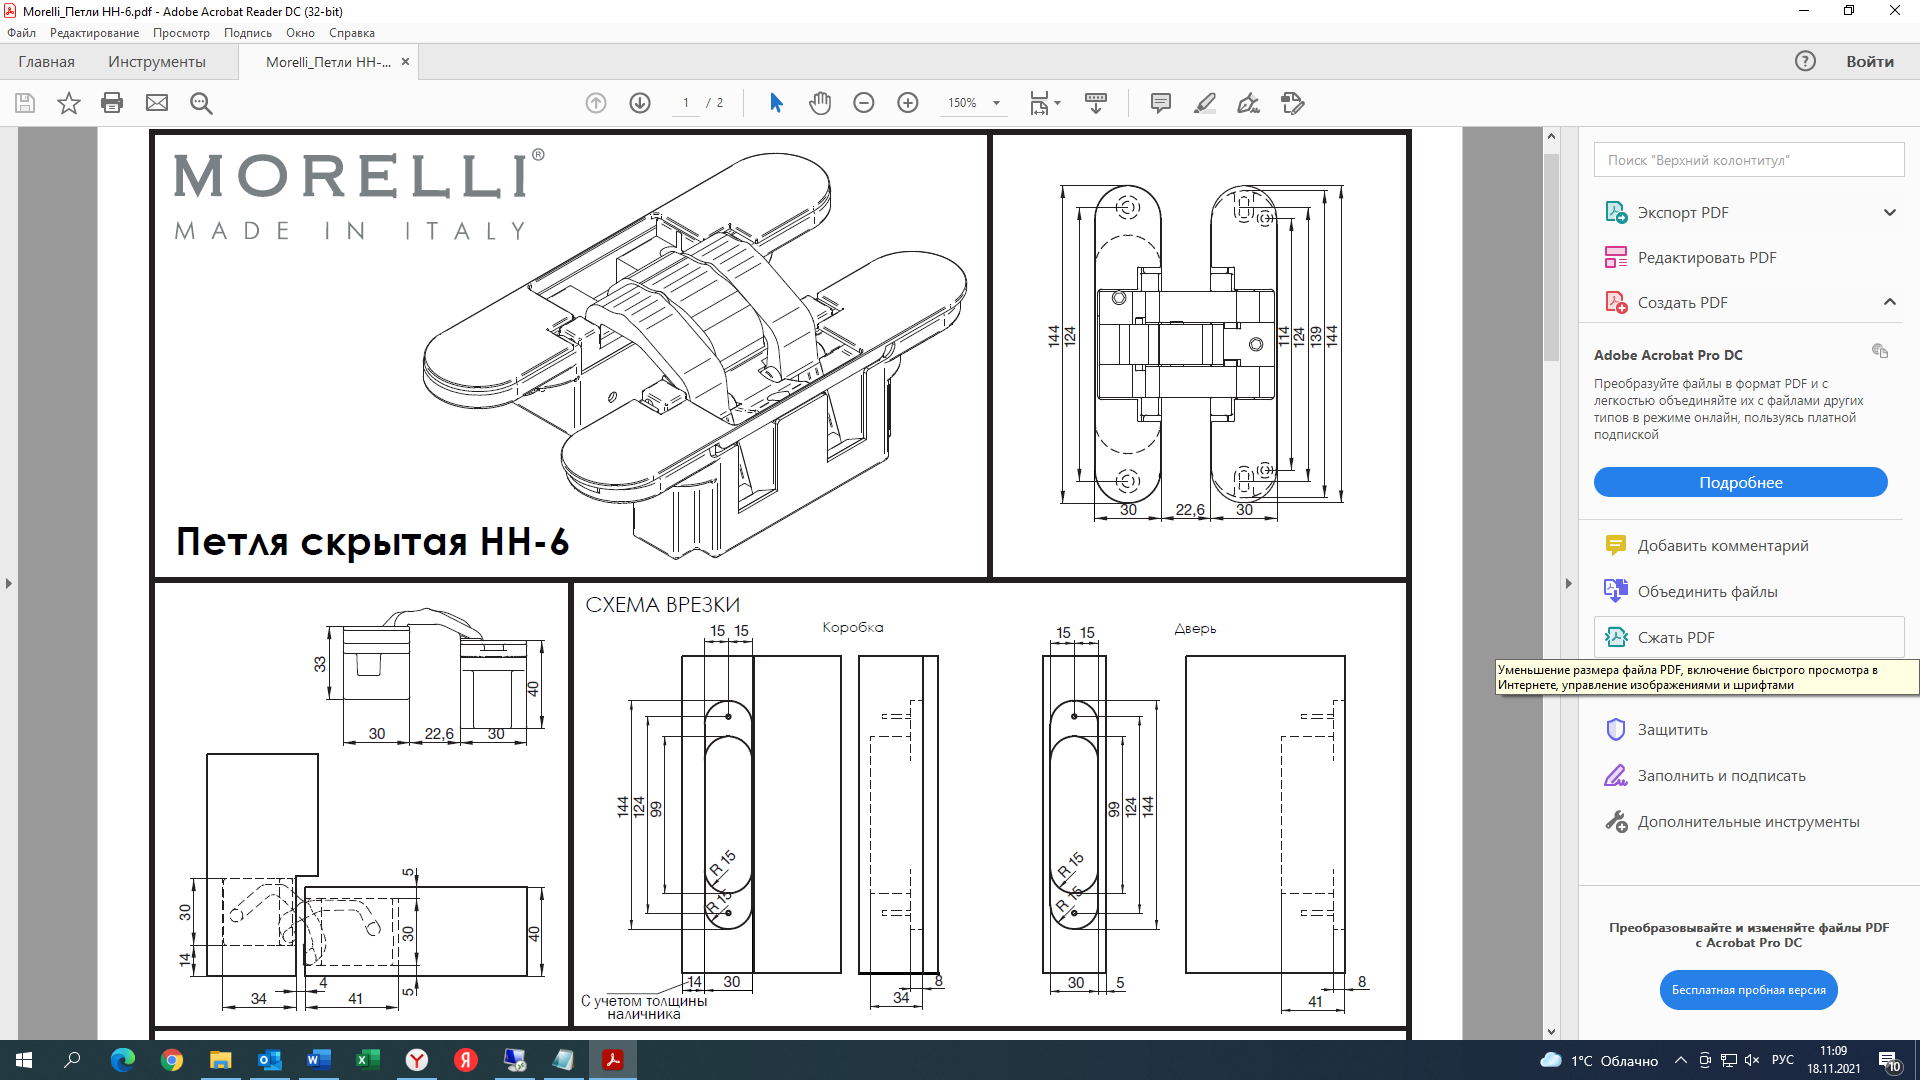 Morelli_Петли HH-6.pdf - Adobe Acrobat Reader DC (32-bit)
Файл Редактирование Просмотр Подпись Окно Справка
Главная Инструменты Morelli_Петли HH-... × Войти
1 / 2 150%
MORELLI®
MADE IN ITALY
Петля скрытая HH-6
144
124
114
124
139
144
30 22,6 30
33
40
30 22,6 30
30
14
34
4
41
5
30
5
40
СХЕМА ВРЕЗКИ
15 15
Коробка
15 15
Дверь
144
124
99
R 15
R 15
14 30
С учетом толщины
наличника
8
34
99
124
144
R 15
R 15
30 5
8
41
Поиск "Верхний колонтитул"
Экспорт PDF
Редактировать PDF
Создать PDF
Adobe Acrobat Pro DC
Преобразуйте файлы в формат PDF и с
легкостью объединяйте их с файлами других
типов в режиме онлайн, пользуясь платной
подпиской
Подробнее
Добавить комментарий
Объединить файлы
Сжать PDF
Уменьшение размера файла PDF, включение быстрого просмотра в
Интернете, управление изображениями и шрифтами
Защитить
Заполнить и подписать
Дополнительные инструменты
Преобразовывайте и изменяйте файлы PDF
с Acrobat Pro DC
Бесплатная пробная версия
1°C Облачно
РУС
11:09
18.11.2021
10